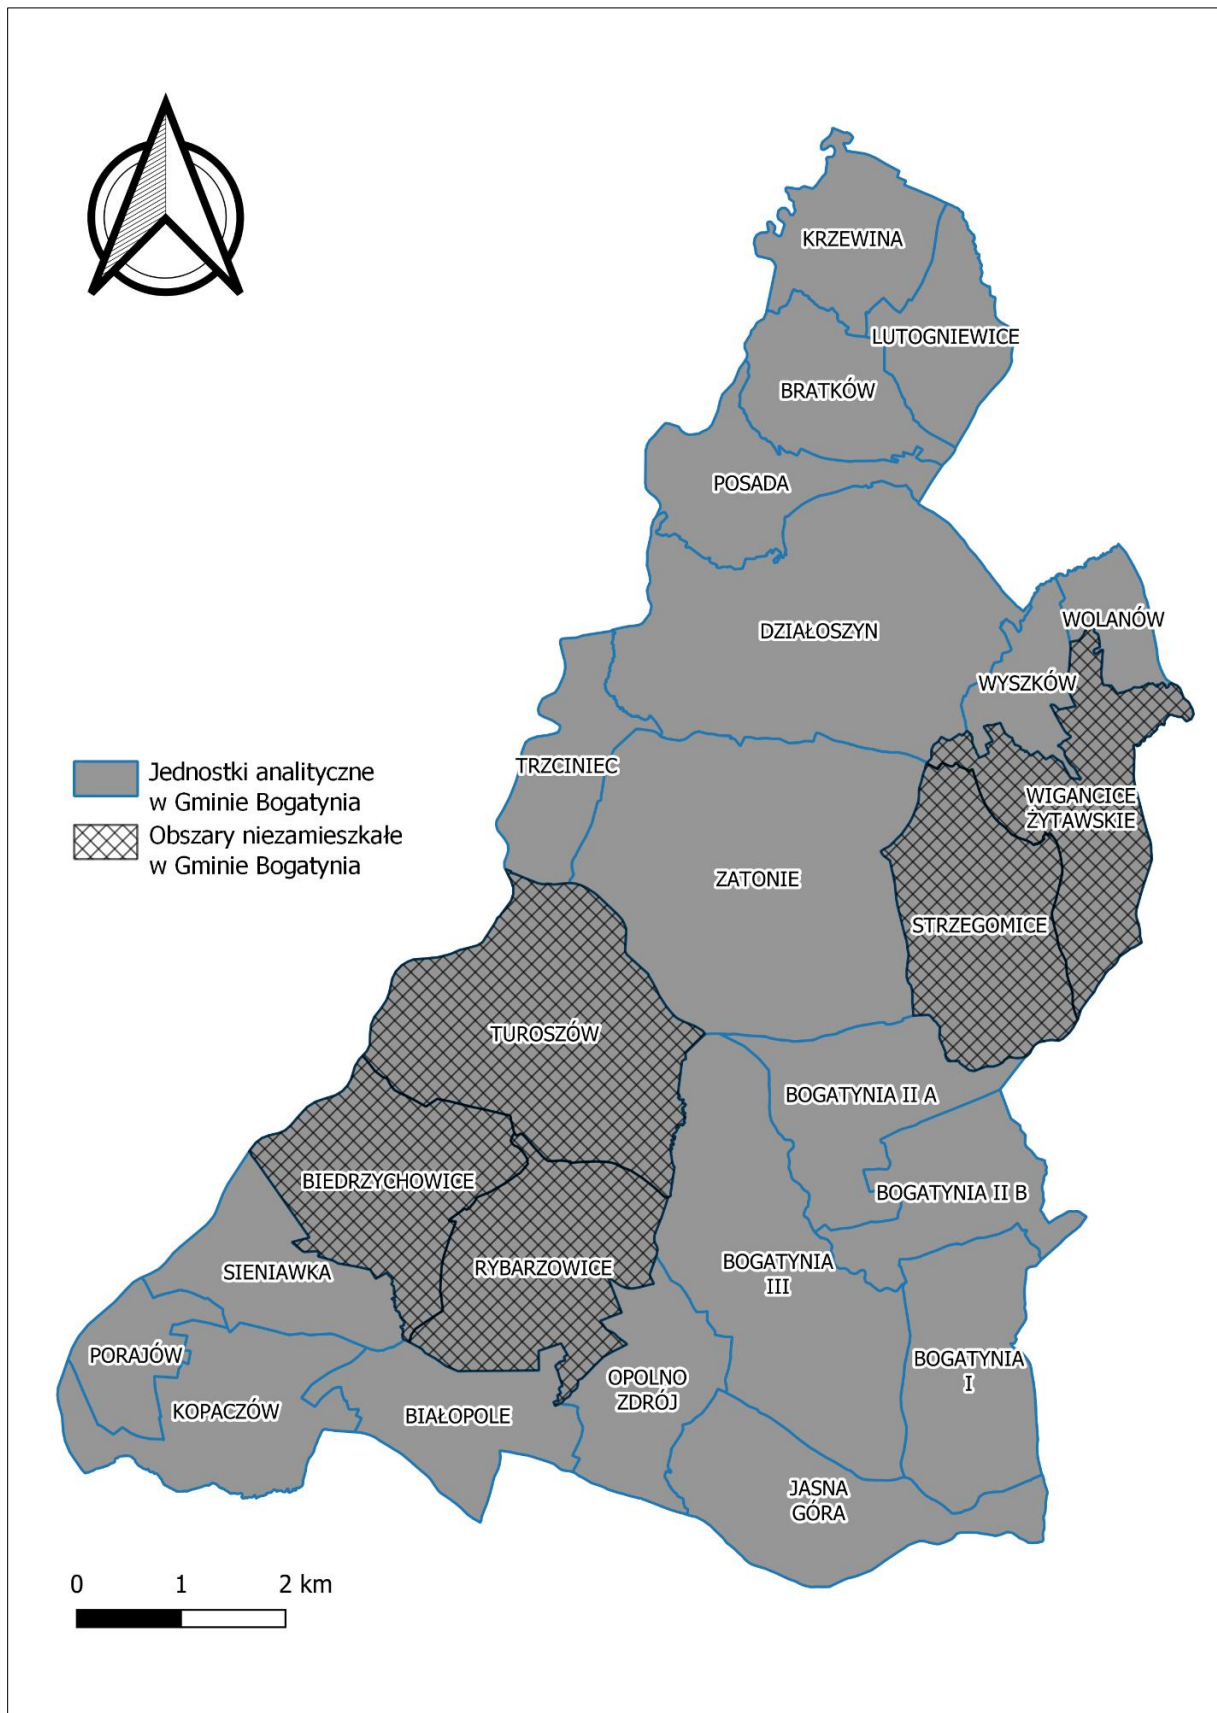 KRZEWINA
LUTOGNIEWICE
BRATKÓW
POSADA
WOLANÓW
DZIAŁOSZYN
WYSZKÓW
TRZCINIEC
Jednostki analityczne
w Gminie Bogatynia
Obszary niezamieszkałe
w Gminie Bogatynia
WIGANCICE
ŻYTAWSKIE
ZATONIE
STRZEGOMICE
TUROSZÓW
BOGATYNIA II A
BIEDRZYCHOWICE
BOGATYNIA II B
SIENIAWKA
RYBARZOWICE
BOGATYNIA
III
PORAJÓW
BOGATYNIA
I
OPOLNO
ZDRÓJ
KOPACZÓW
BIAŁOPOLE
JASNA
GÓRA
0 1 2 km